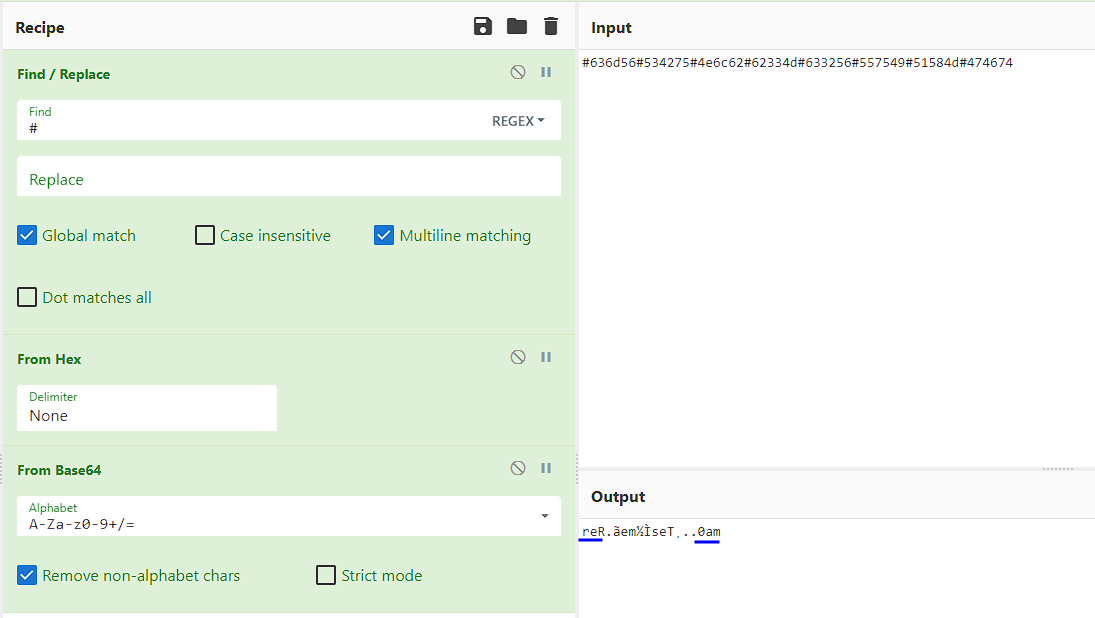 Recipe
Find / Replace
Find
#
REGEX
Replace
Global match
Case insensitive
Multiline matching
Dot matches all
From Hex
Delimiter
None
From Base64
Alphabet
A-Za-z0-9+/=
Remove non-alphabet chars
Strict mode
Input
#636d56#534275#4e6c62#62334d#633256#557549#51584d#474674
Output
reR.ãem½ÌseT¸..0am